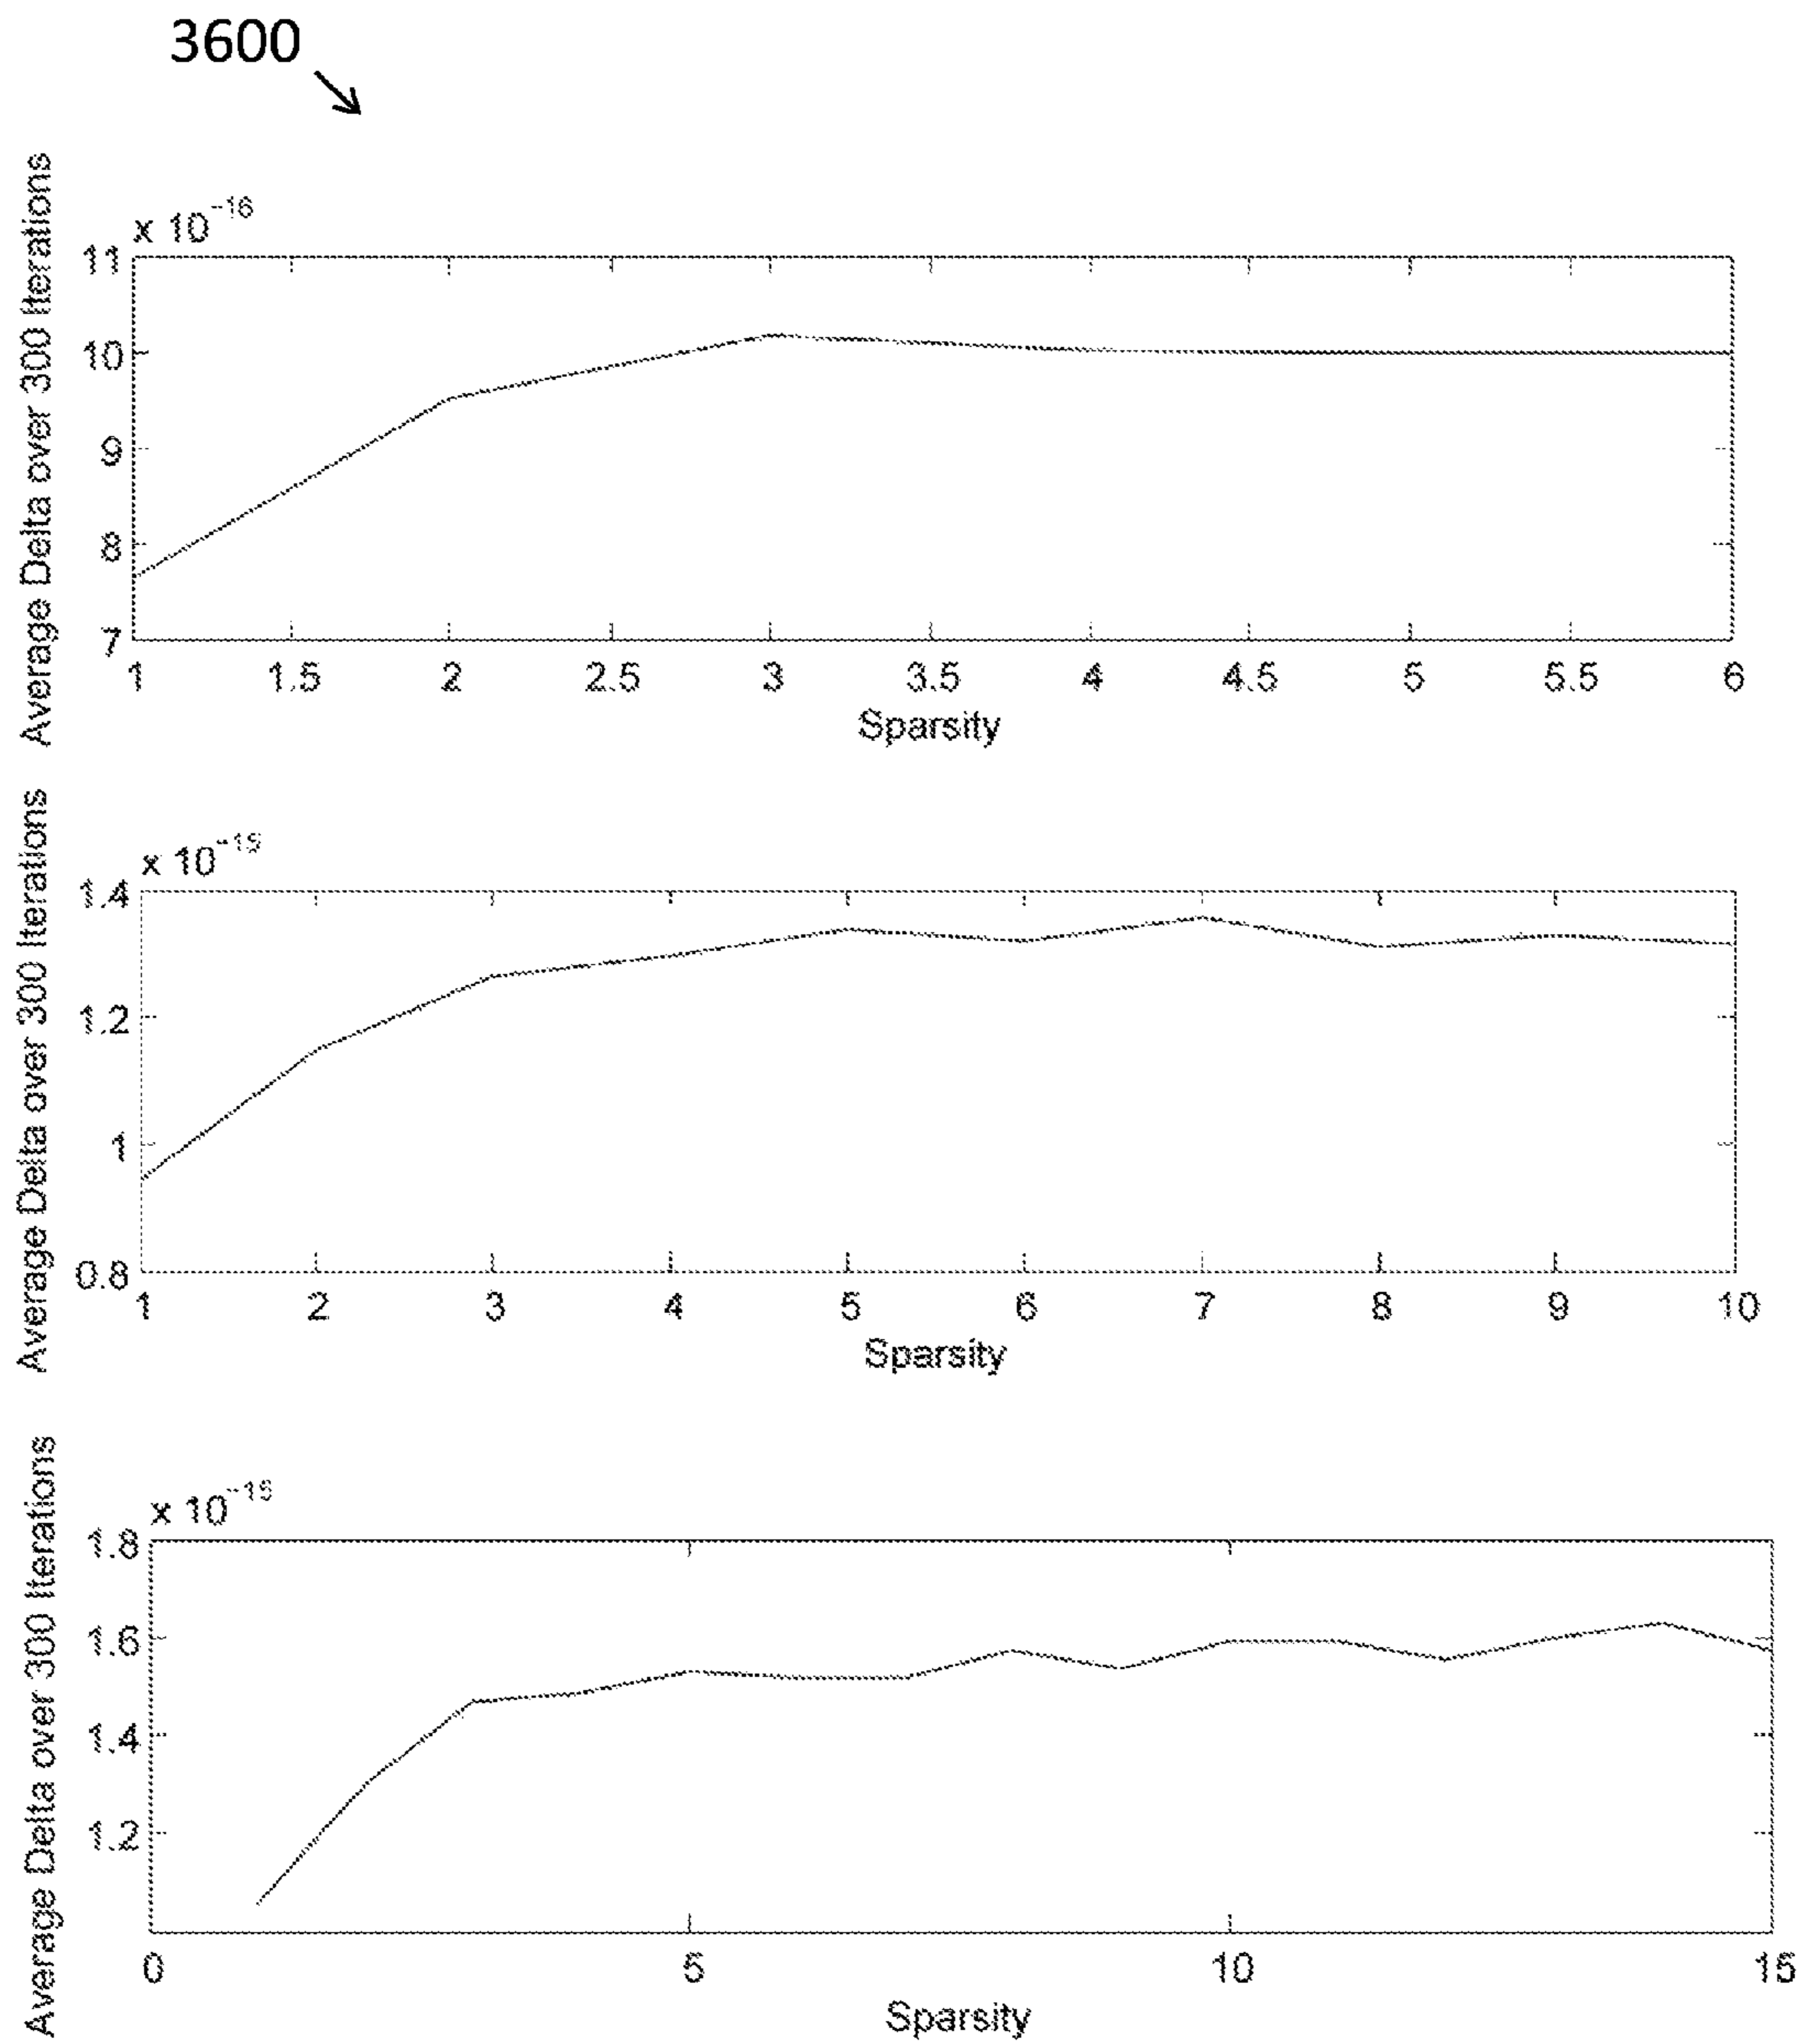 3600
Average Delta over 300 Iterations
x 10^-16
11
10
9
8
7
1 1.5 2 2.5 3 3.5 4 4.5 5 5.5 6
Sparsity
Average Delta over 300 Iterations
x 10^-15
1.4
1.2
1
0.8
1 2 3 4 5 6 7 8 9 10
Sparsity
Average Delta over 300 Iterations
x 10^-15
1.8
1.6
1.4
1.2
0 5 10 15
Sparsity